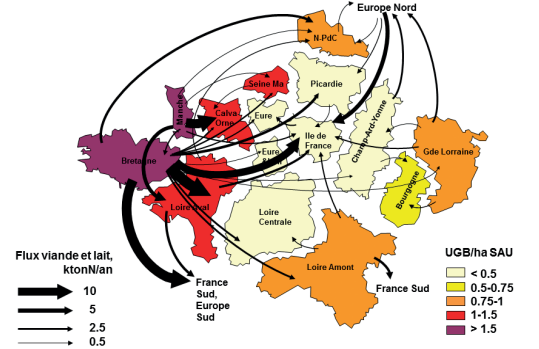 Europe Nord
N-PdC
Seine Ma
Picardie
Manche
Calva
Orne
Eure
Ile de
France
Champ-Ard-Yonne
Gde Lorraine
Eure
Bretagne
Bourgogne
Loire aval
Loire
Centrale
Loire Amont
Flux viande et lait,
ktonN/an
10
5
2.5
0.5
France
Sud,
Europe
Sud
France Sud
UGB/ha SAU
< 0.5
0.5-0.75
0.75-1
1-1.5
> 1.5